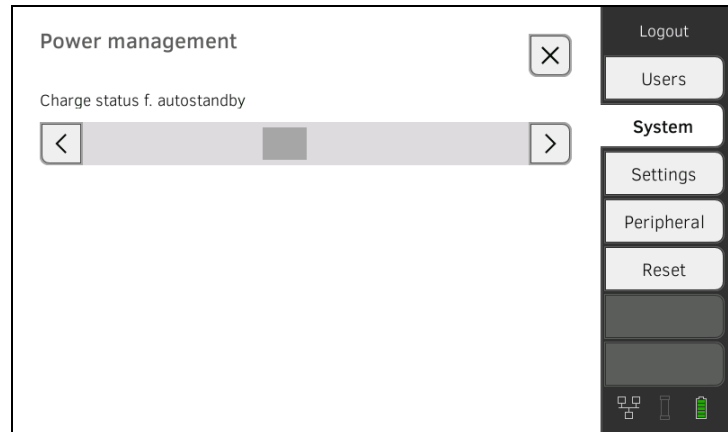 Power management
Charge status f. autostandby
Logout
Users
System
Settings
Peripheral
Reset